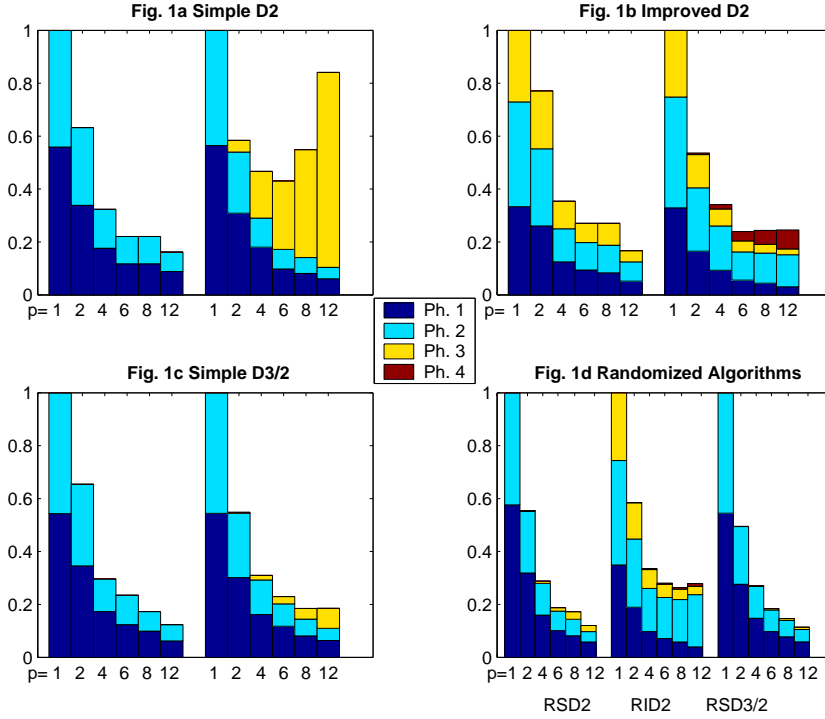 Fig. 1a Simple D2
1
0.8
0.6
0.4
0.2
0
p= 1 2 4 6 8 12 1 2 4 6 8 12
Fig. 1b Improved D2
1
0.8
0.6
0.4
0.2
0
p= 1 2 4 6 8 12 1 2 4 6 8 12
Ph. 1
Ph. 2
Ph. 3
Ph. 4
Fig. 1c Simple D3/2
1
0.8
0.6
0.4
0.2
0
p= 1 2 4 6 8 12 1 2 4 6 8 12
Fig. 1d Randomized Algorithms
1
0.8
0.6
0.4
0.2
0
p=1 2 4 6 8 12 1 2 4 6 8 12 1 2 4 6 8 12
RSD2 RID2 RSD3/2